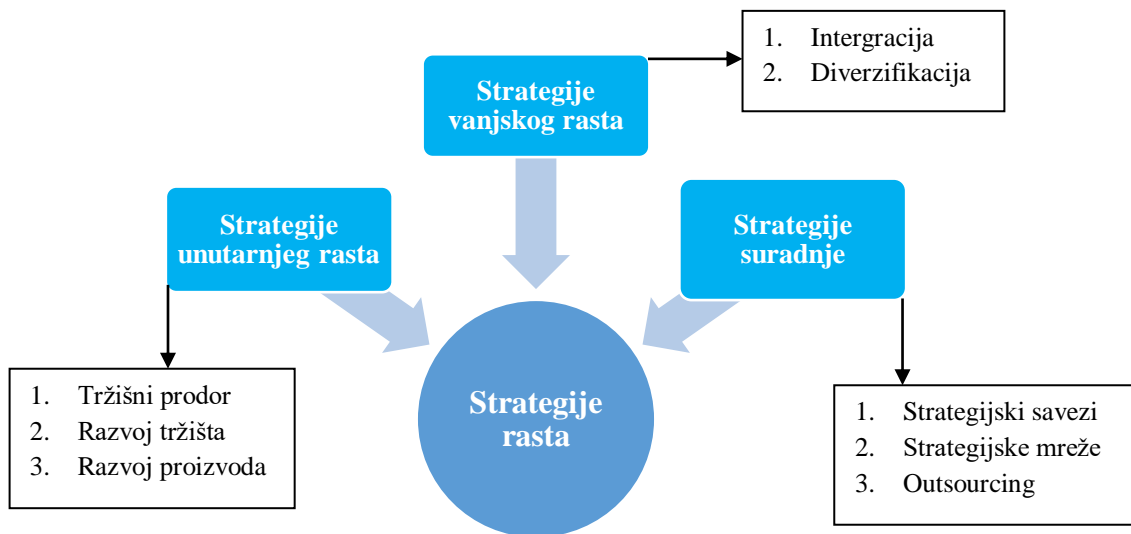 1. Intergracija
2. Diverzifikacija
Strategije
vanjskog rasta
Strategije
unutarnjeg rasta
Strategije
suradnje
1. Tržišni prodor
2. Razvoj tržišta
3. Razvoj proizvoda
Strategije
rasta
1. Strategijski savezi
2. Strategijske mreže
3. Outsourcing